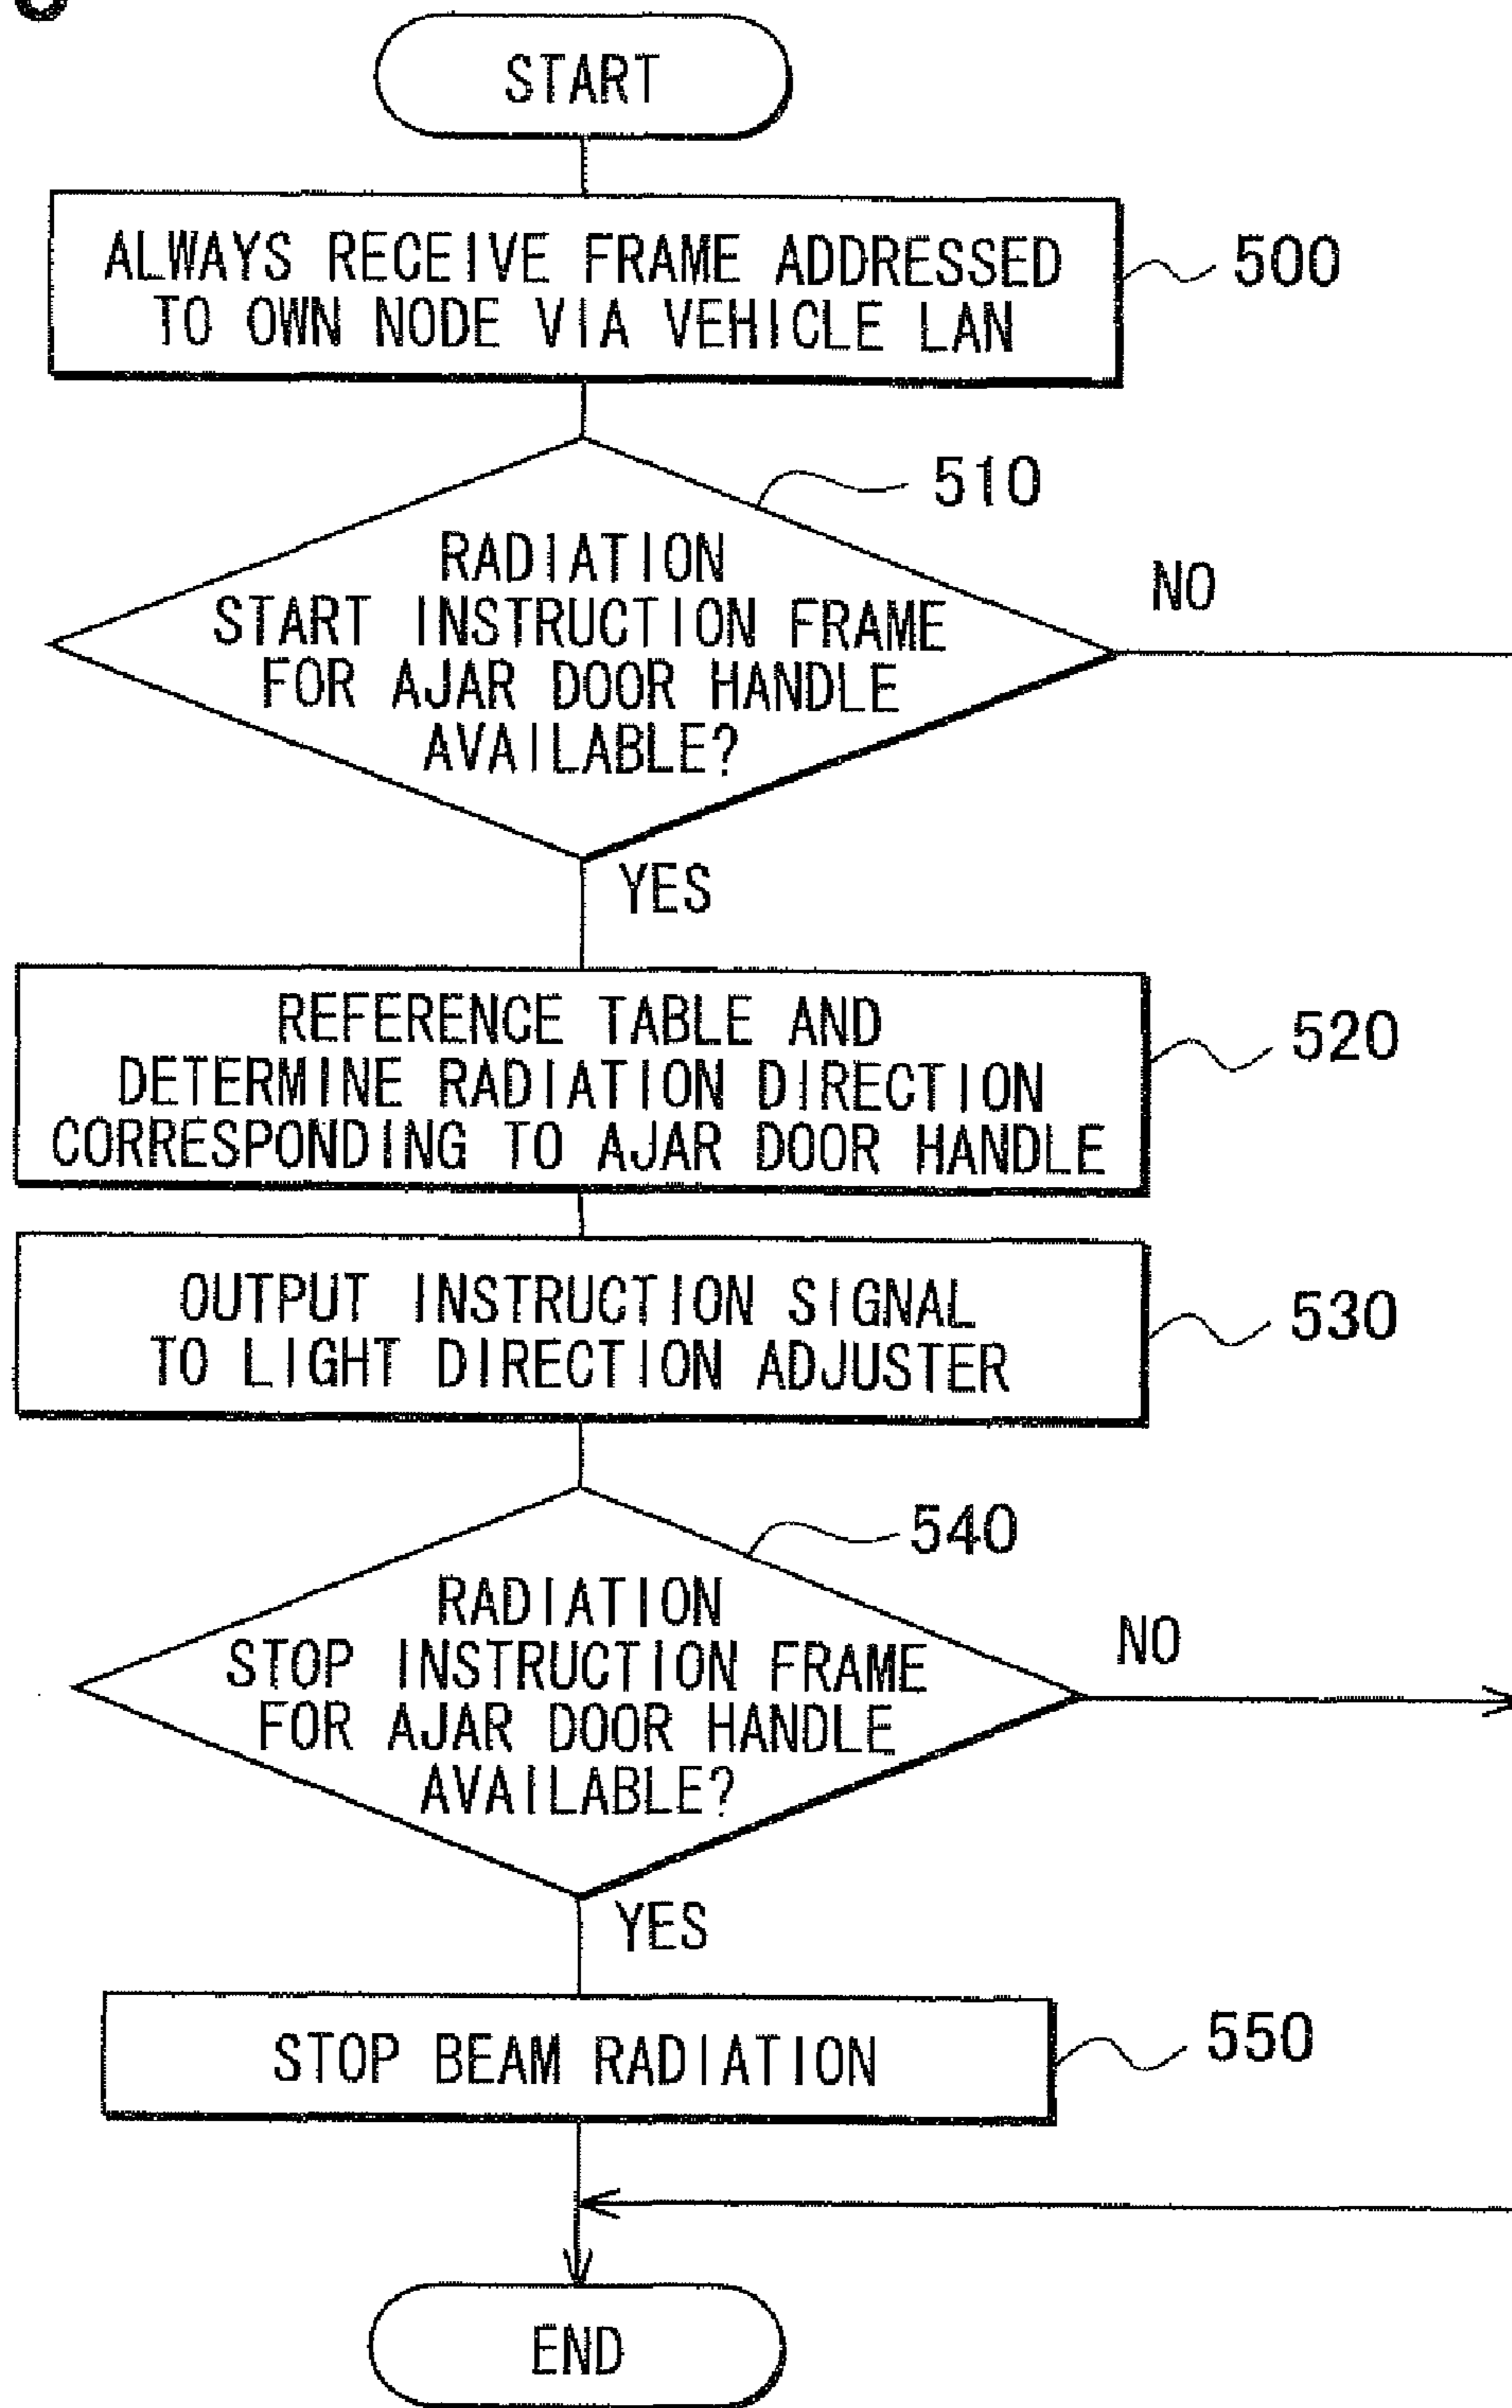 START
ALWAYS RECEIVE FRAME ADDRESSED
TO OWN NODE VIA VEHICLE LAN
500
510
RADIATION
START INSTRUCTION FRAME
FOR AJAR DOOR HANDLE
AVAILABLE?
NO
YES
REFERENCE TABLE AND
DETERMINE RADIATION DIRECTION
CORRESPONDING TO AJAR DOOR HANDLE
520
OUTPUT INSTRUCTION SIGNAL
TO LIGHT DIRECTION ADJUSTER
530
540
RADIATION
STOP INSTRUCTION FRAME
FOR AJAR DOOR HANDLE
AVAILABLE?
NO
YES
STOP BEAM RADIATION
550
END